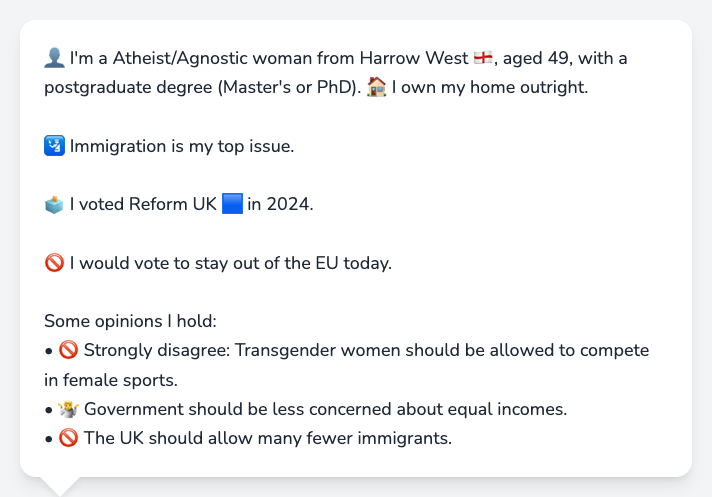 👤 I'm a Atheist/Agnostic woman from Harrow West 🏴󠁧󠁢󠁥󠁮󠁧󠁿, aged 49, with a
postgraduate degree (Master's or PhD). 🏠 I own my home outright.
🛂 Immigration is my top issue.
🗳️ I voted Reform UK 🟦 in 2024.
🚫 I would vote to stay out of the EU today.
Some opinions I hold:
• 🚫 Strongly disagree: Transgender women should be allowed to compete
in female sports.
• 🤷 Government should be less concerned about equal incomes.
• 🚫 The UK should allow many fewer immigrants.